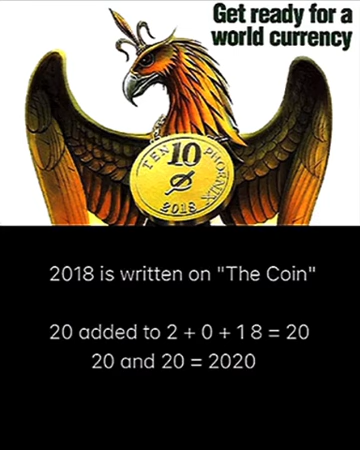 Get ready for a
world currency
TEN 10 PHOENIX
2018
2018 is written on "The Coin"
20 added to 2 + 0 + 1 8 = 20
20 and 20 = 2020